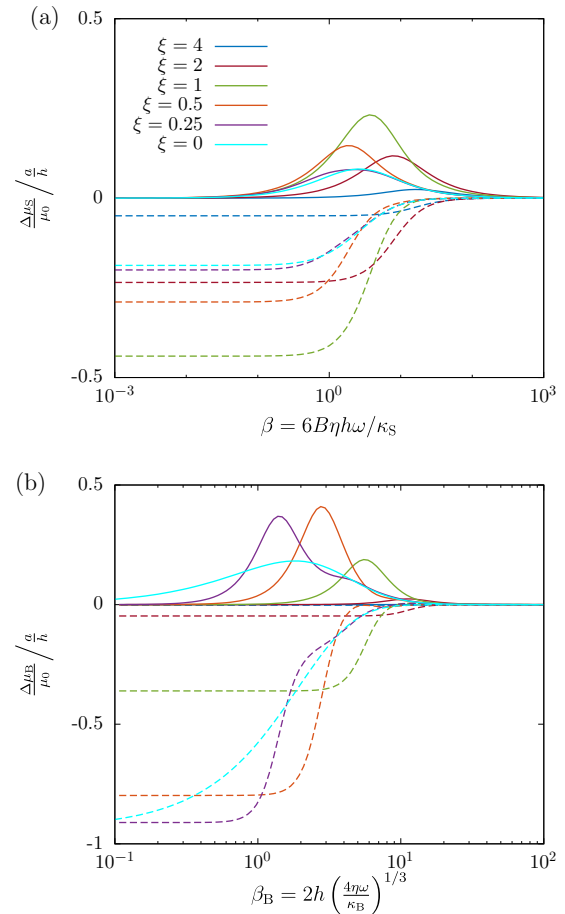 (a)
0.5
ξ = 4
ξ = 2
ξ = 1
ξ = 0.5
ξ = 0.25
ξ = 0
0
Δμ_S/μ_0 / a/h
-0.5
10^-3 10^0 10^3
β = 6Bηhω/κ_S
(b)
0.5
0
Δμ_B/μ_0 / a/h
-0.5
-1
10^-1 10^0 10^1 10^2
β_B = 2h (4ηω/κ_B)^1/3